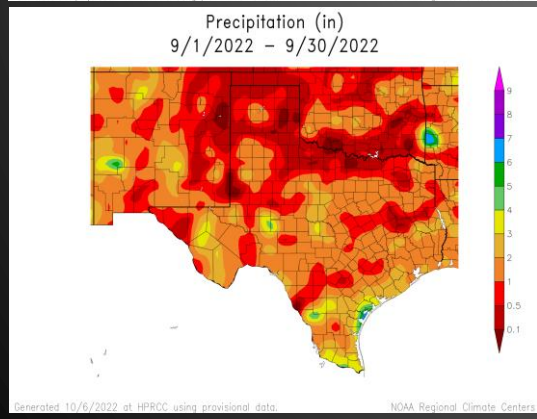 Precipitation (in)
9/1/2022 – 9/30/2022
9
8
7
6
5
4
3
2
1
0.5
0.1
Generated 10/6/2022 at HPRCC using provisional data.
NOAA Regional Climate Centers